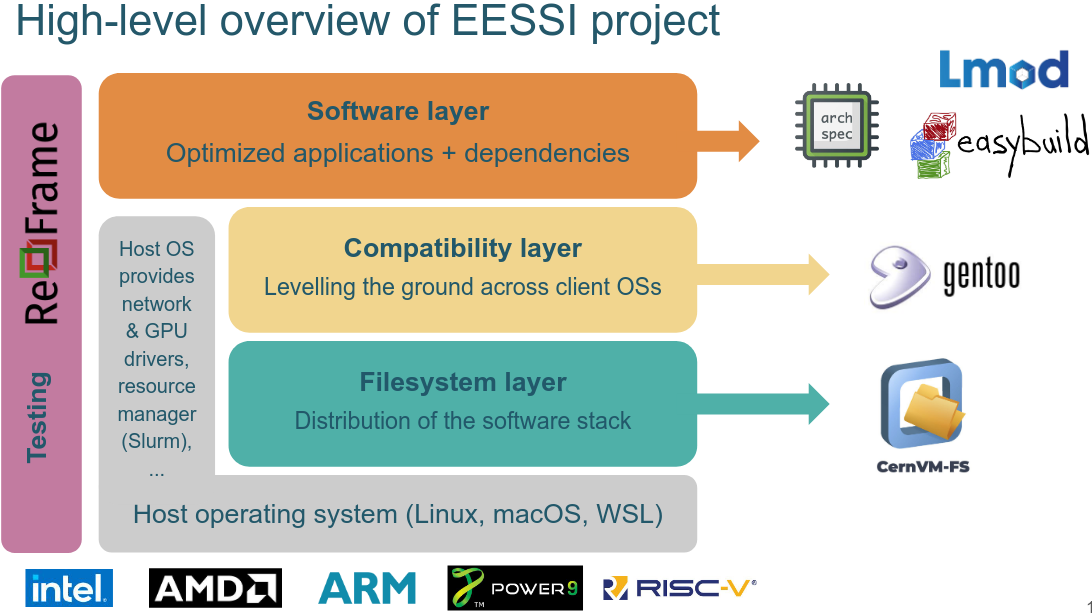 High-level overview of EESSI project
ReFrame
Testing
Software layer
Optimized applications + dependencies
arch
spec
Lmod
easybuild
Host OS
provides
network
& GPU
drivers,
resource
manager
(Slurm),
...
Compatibility layer
Levelling the ground across client OSs
gentoo
Filesystem layer
Distribution of the software stack
CernVM-FS
Host operating system (Linux, macOS, WSL)
intel.
AMD
ARM
POWER9
TM
RISC-V®
1